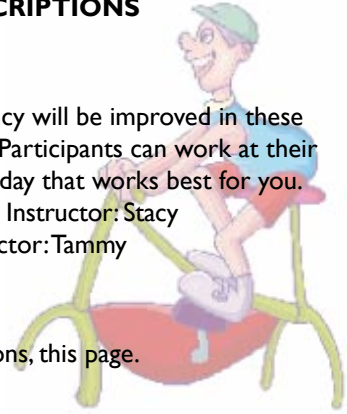 CRIPTIONS
cy will be improved in these
Participants can work at their
day that works best for you.
Instructor: Stacy
ctor: Tammy
ons, this page.